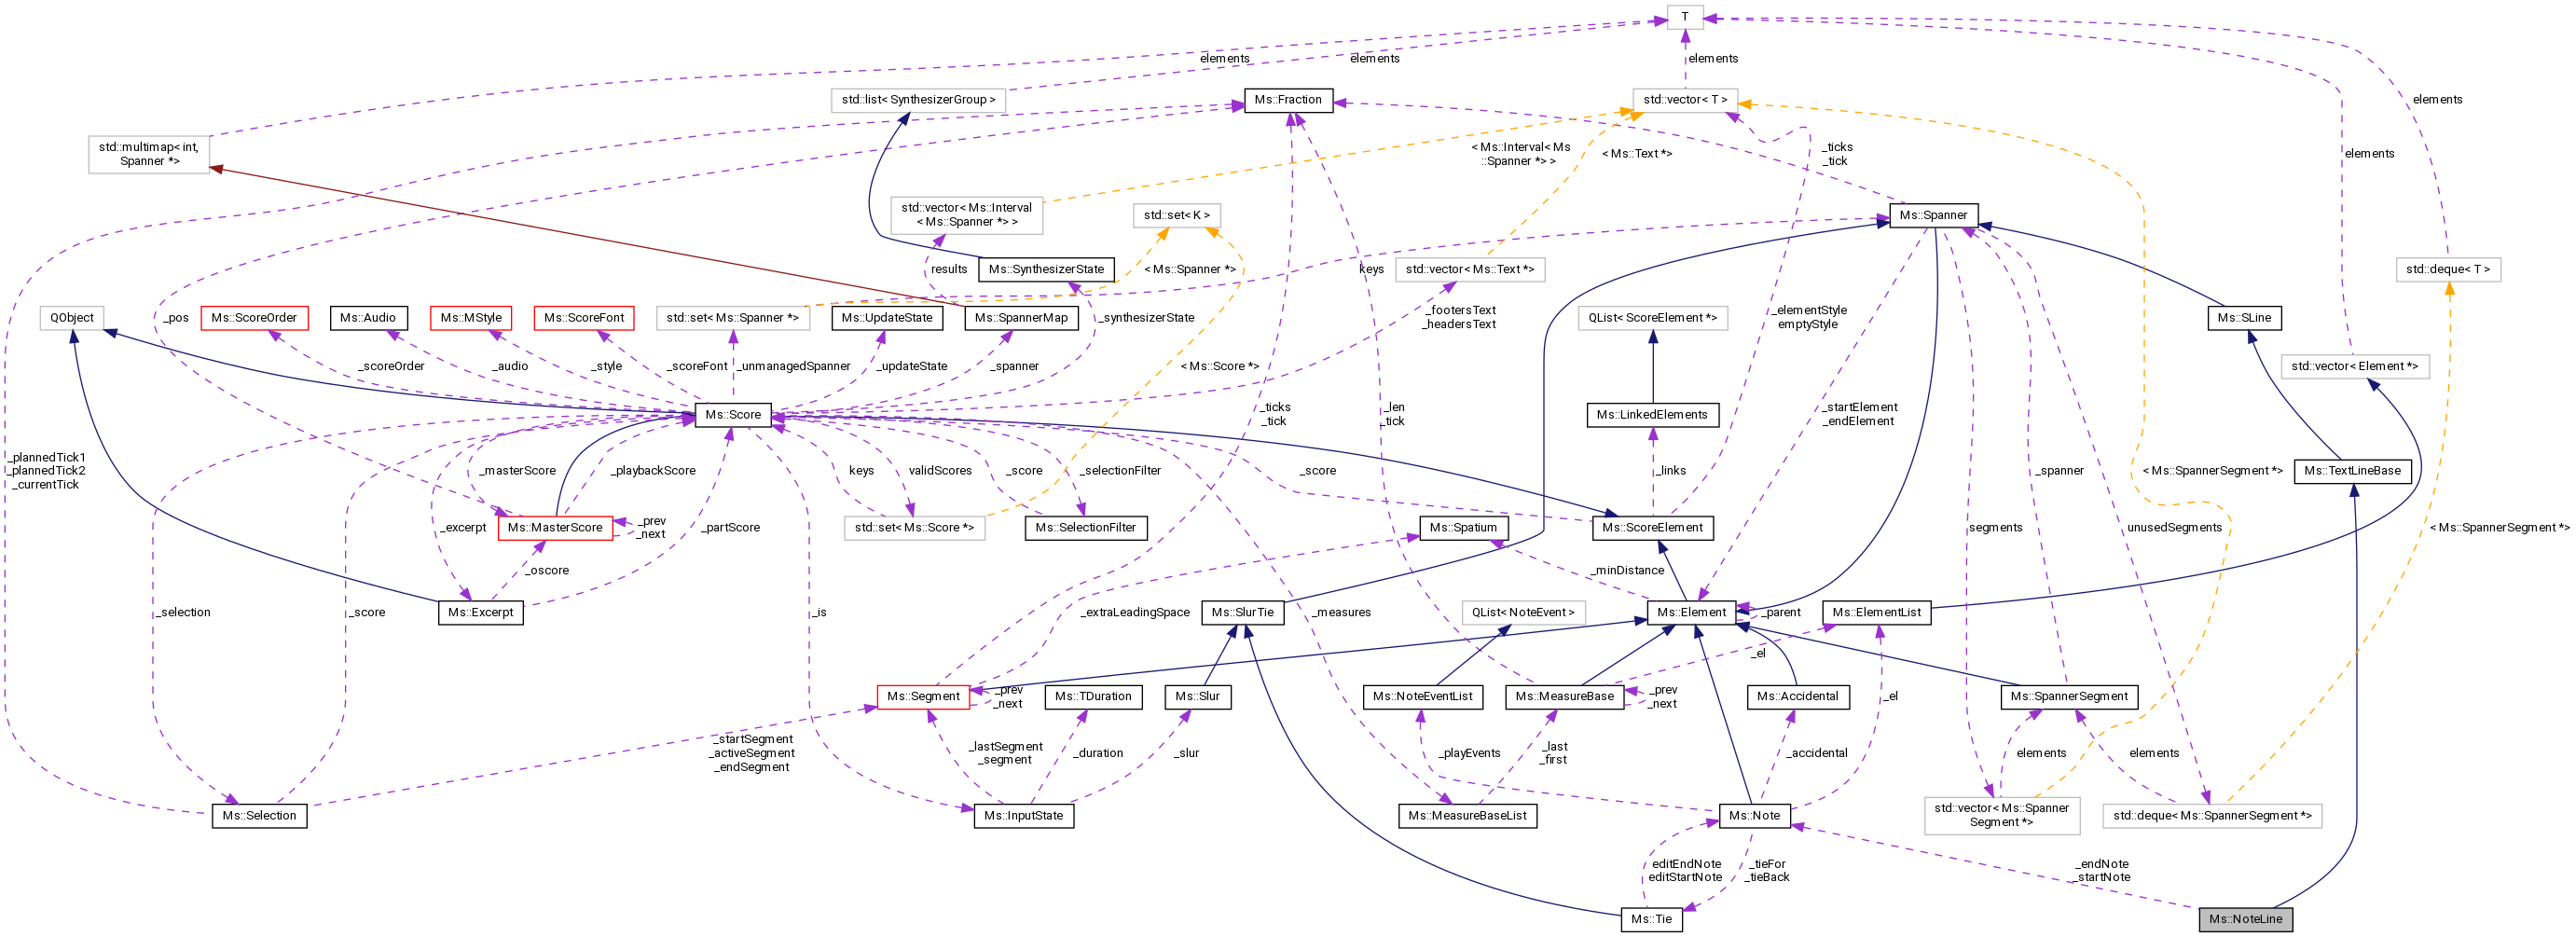 T
elements
elements
elements
std::list< SynthesizerGroup >
Ms::Fraction
std::vector< T >
elements
std::multimap< int,
Spanner *>
< Ms::Interval< Ms
::Spanner *> >
< Ms::Text *>
_ticks
_tick
elements
std::vector< Ms::Interval
< Ms::Spanner *> >
std::set< K >
Ms::Spanner
results
Ms::SynthesizerState
< Ms::Spanner *>
keys
std::vector< Ms::Text *>
std::deque< T >
QObject
Ms::ScoreOrder
Ms::Audio
Ms::MStyle
Ms::ScoreFont
std::set< Ms::Spanner *>
Ms::UpdateState
Ms::SpannerMap
_pos
_synthesizerState
_footersText
_headersText
QList< ScoreElement *>
_elementStyle
emptyStyle
Ms::SLine
_scoreOrder
_audio
_style
_scoreFont
_unmanagedSpanner
_updateState
_spanner
< Ms::Score *>
std::vector< Element *>
Ms::Score
_ticks
_tick
_len
_tick
Ms::LinkedElements
_startElement
_endElement
_plannedTick1
_plannedTick2
_currentTick
_masterScore
_playbackScore
keys
validScores
_score
_selectionFilter
_score
_links
_spanner
< Ms::SpannerSegment *>
Ms::TextLineBase
_excerpt
Ms::MasterScore
_prev
_next
_partScore
std::set< Ms::Score *>
Ms::SelectionFilter
Ms::Spatium
Ms::ScoreElement
segments
unusedSegments
< Ms::SpannerSegment *>
_oscore
_minDistance
_selection
_score
Ms::Excerpt
_is
_extraLeadingSpace
Ms::SlurTie
_measures
QList< NoteEvent >
Ms::Element
_parent
Ms::ElementList
_el
Ms::Segment
_prev
_next
Ms::TDuration
Ms::Slur
Ms::NoteEventList
Ms::MeasureBase
_prev
_next
Ms::Accidental
_el
Ms::SpannerSegment
_startSegment
_activeSegment
_endSegment
_lastSegment
_segment
_duration
_slur
_playEvents
_last
_first
_accidental
elements
elements
Ms::Selection
Ms::InputState
Ms::MeasureBaseList
Ms::Note
std::vector< Ms::Spanner
Segment *>
std::deque< Ms::SpannerSegment *>
editEndNote
editStartNote
_tieFor
_tieBack
_endNote
_startNote
Ms::Tie
Ms::NoteLine